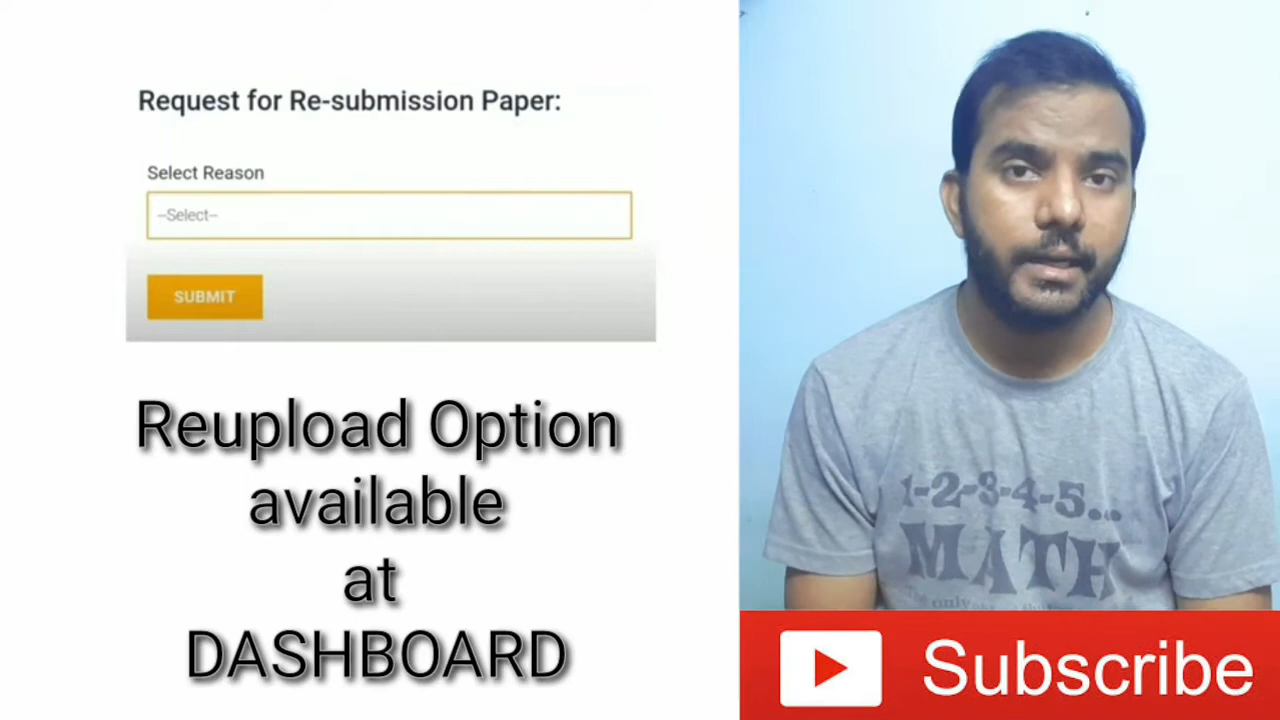 Request for Re-submission Paper:
Select Reason
--Select--
SUBMIT
Reupload Option
available
at
DASHBOARD
1-2-3-4-5...
MATH
Subscribe